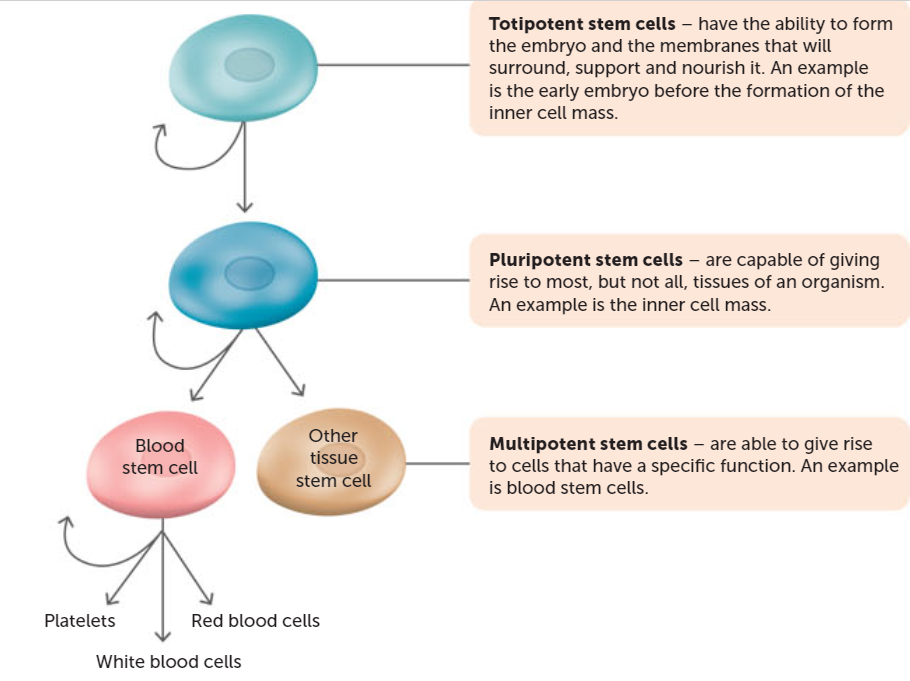 Totipotent stem cells – have the ability to form
the embryo and the membranes that will
surround, support and nourish it. An example
is the early embryo before the formation of the
inner cell mass.
Pluripotent stem cells – are capable of giving
rise to most, but not all, tissues of an organism.
An example is the inner cell mass.
Blood
stem cell
Other
tissue
stem cell
Multipotent stem cells – are able to give rise
to cells that have a specific function. An example
is blood stem cells.
Platelets
Red blood cells
White blood cells